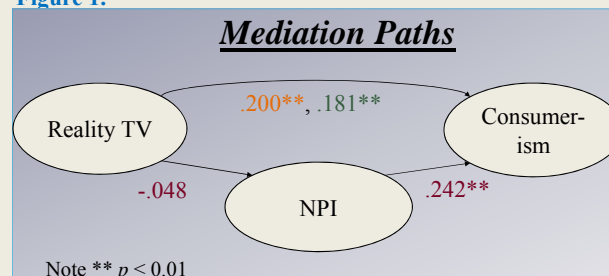 Figure 1.
Mediation Paths
.200**, .181**
Reality TV
Consumer-
ism
-.048
.242**
NPI
Note ** p < 0.01